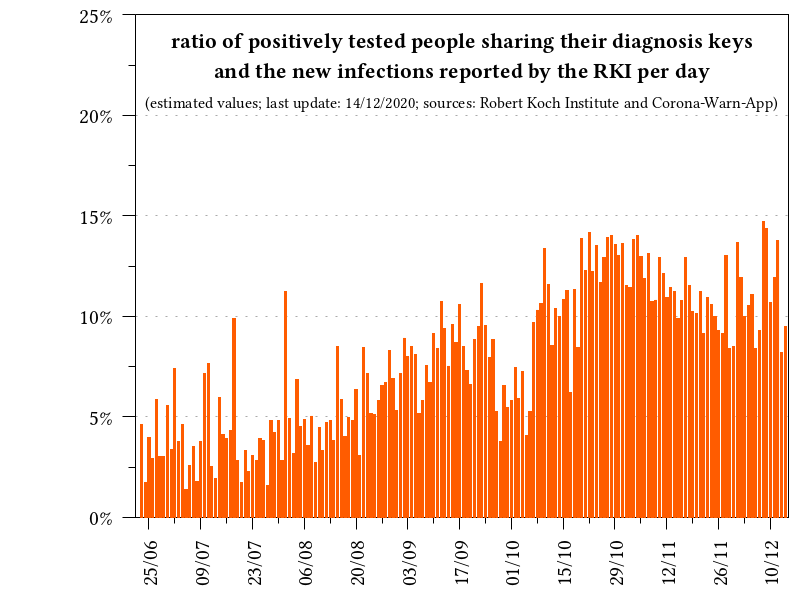 ratio of positively tested people sharing their diagnosis keys
and the new infections reported by the RKI per day
(estimated values; last update: 14/12/2020; sources: Robert Koch Institute and Corona-Warn-App)
25%
20%
15%
10%
5%
0%
25/06 09/07 23/07 06/08 20/08 03/09 17/09 01/10 15/10 29/10 12/11 26/11 10/12